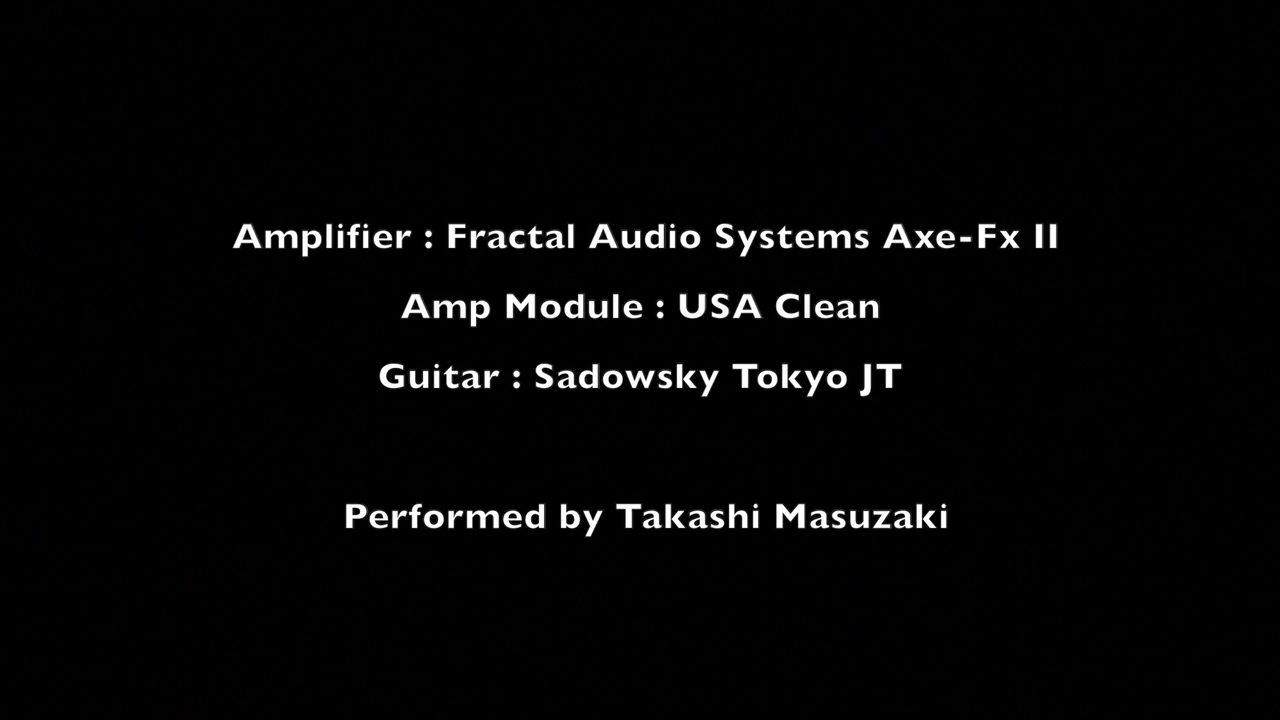 Amplifier : Fractal Audio Systems Axe-Fx II
Amp Module : USA Clean
Guitar : Sadowsky Tokyo JT
Performed by Takashi Masuzaki